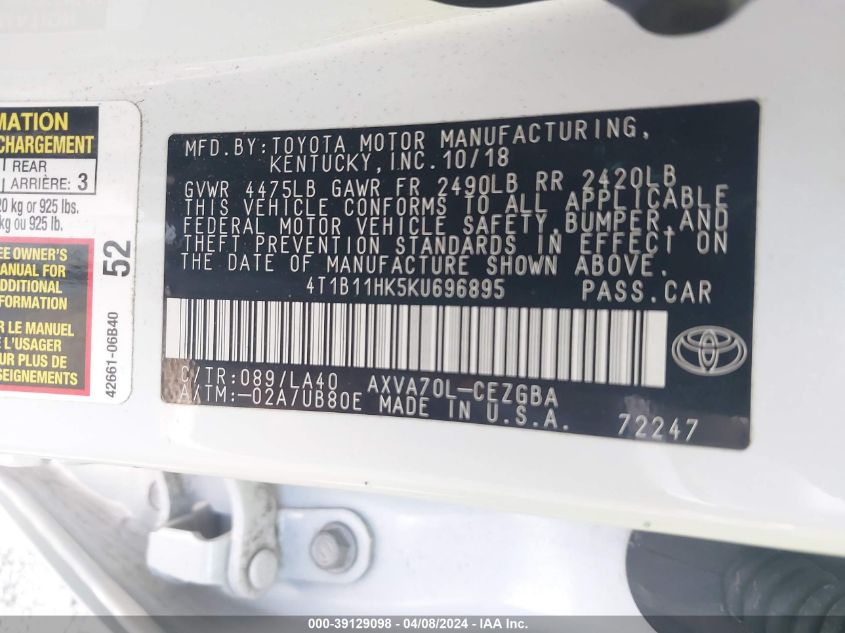 MATION
CHARGEMENT
REAR
ARRIÈRE: 3
20 kg or 925 lbs.
kg ou 925 lb.
EE OWNER'S
MANUAL FOR
ADDITIONAL
NFORMATION
R LE MANUEL
E L'USAGER
UR PLUS DE
SEIGNEMENTS
52
42661-06B40
MFD.BY:TOYOTA MOTOR MANUFACTURING,
KENTUCKY,INC.10/18
GVWR 4475LB GAWR FR 2490LB RR 2420LB
THIS VEHICLE CONFORMS TO ALL APPLICABLE
FEDERAL MOTOR VEHICLE SAFETY,BUMPER,AND
THEFT PREVENTION STANDARDS IN EFFECT ON
THE DATE OF MANUFACTURE SHOWN ABOVE.
4T1B11HK5KU696895 PASS.CAR
C/TR:089/LA40 AXVA70L-CEZGBA
A/TM:-02A/UB80E MADE IN U.S.A.
72247
000-39129098 - 04/08/2024 - IAA Inc.